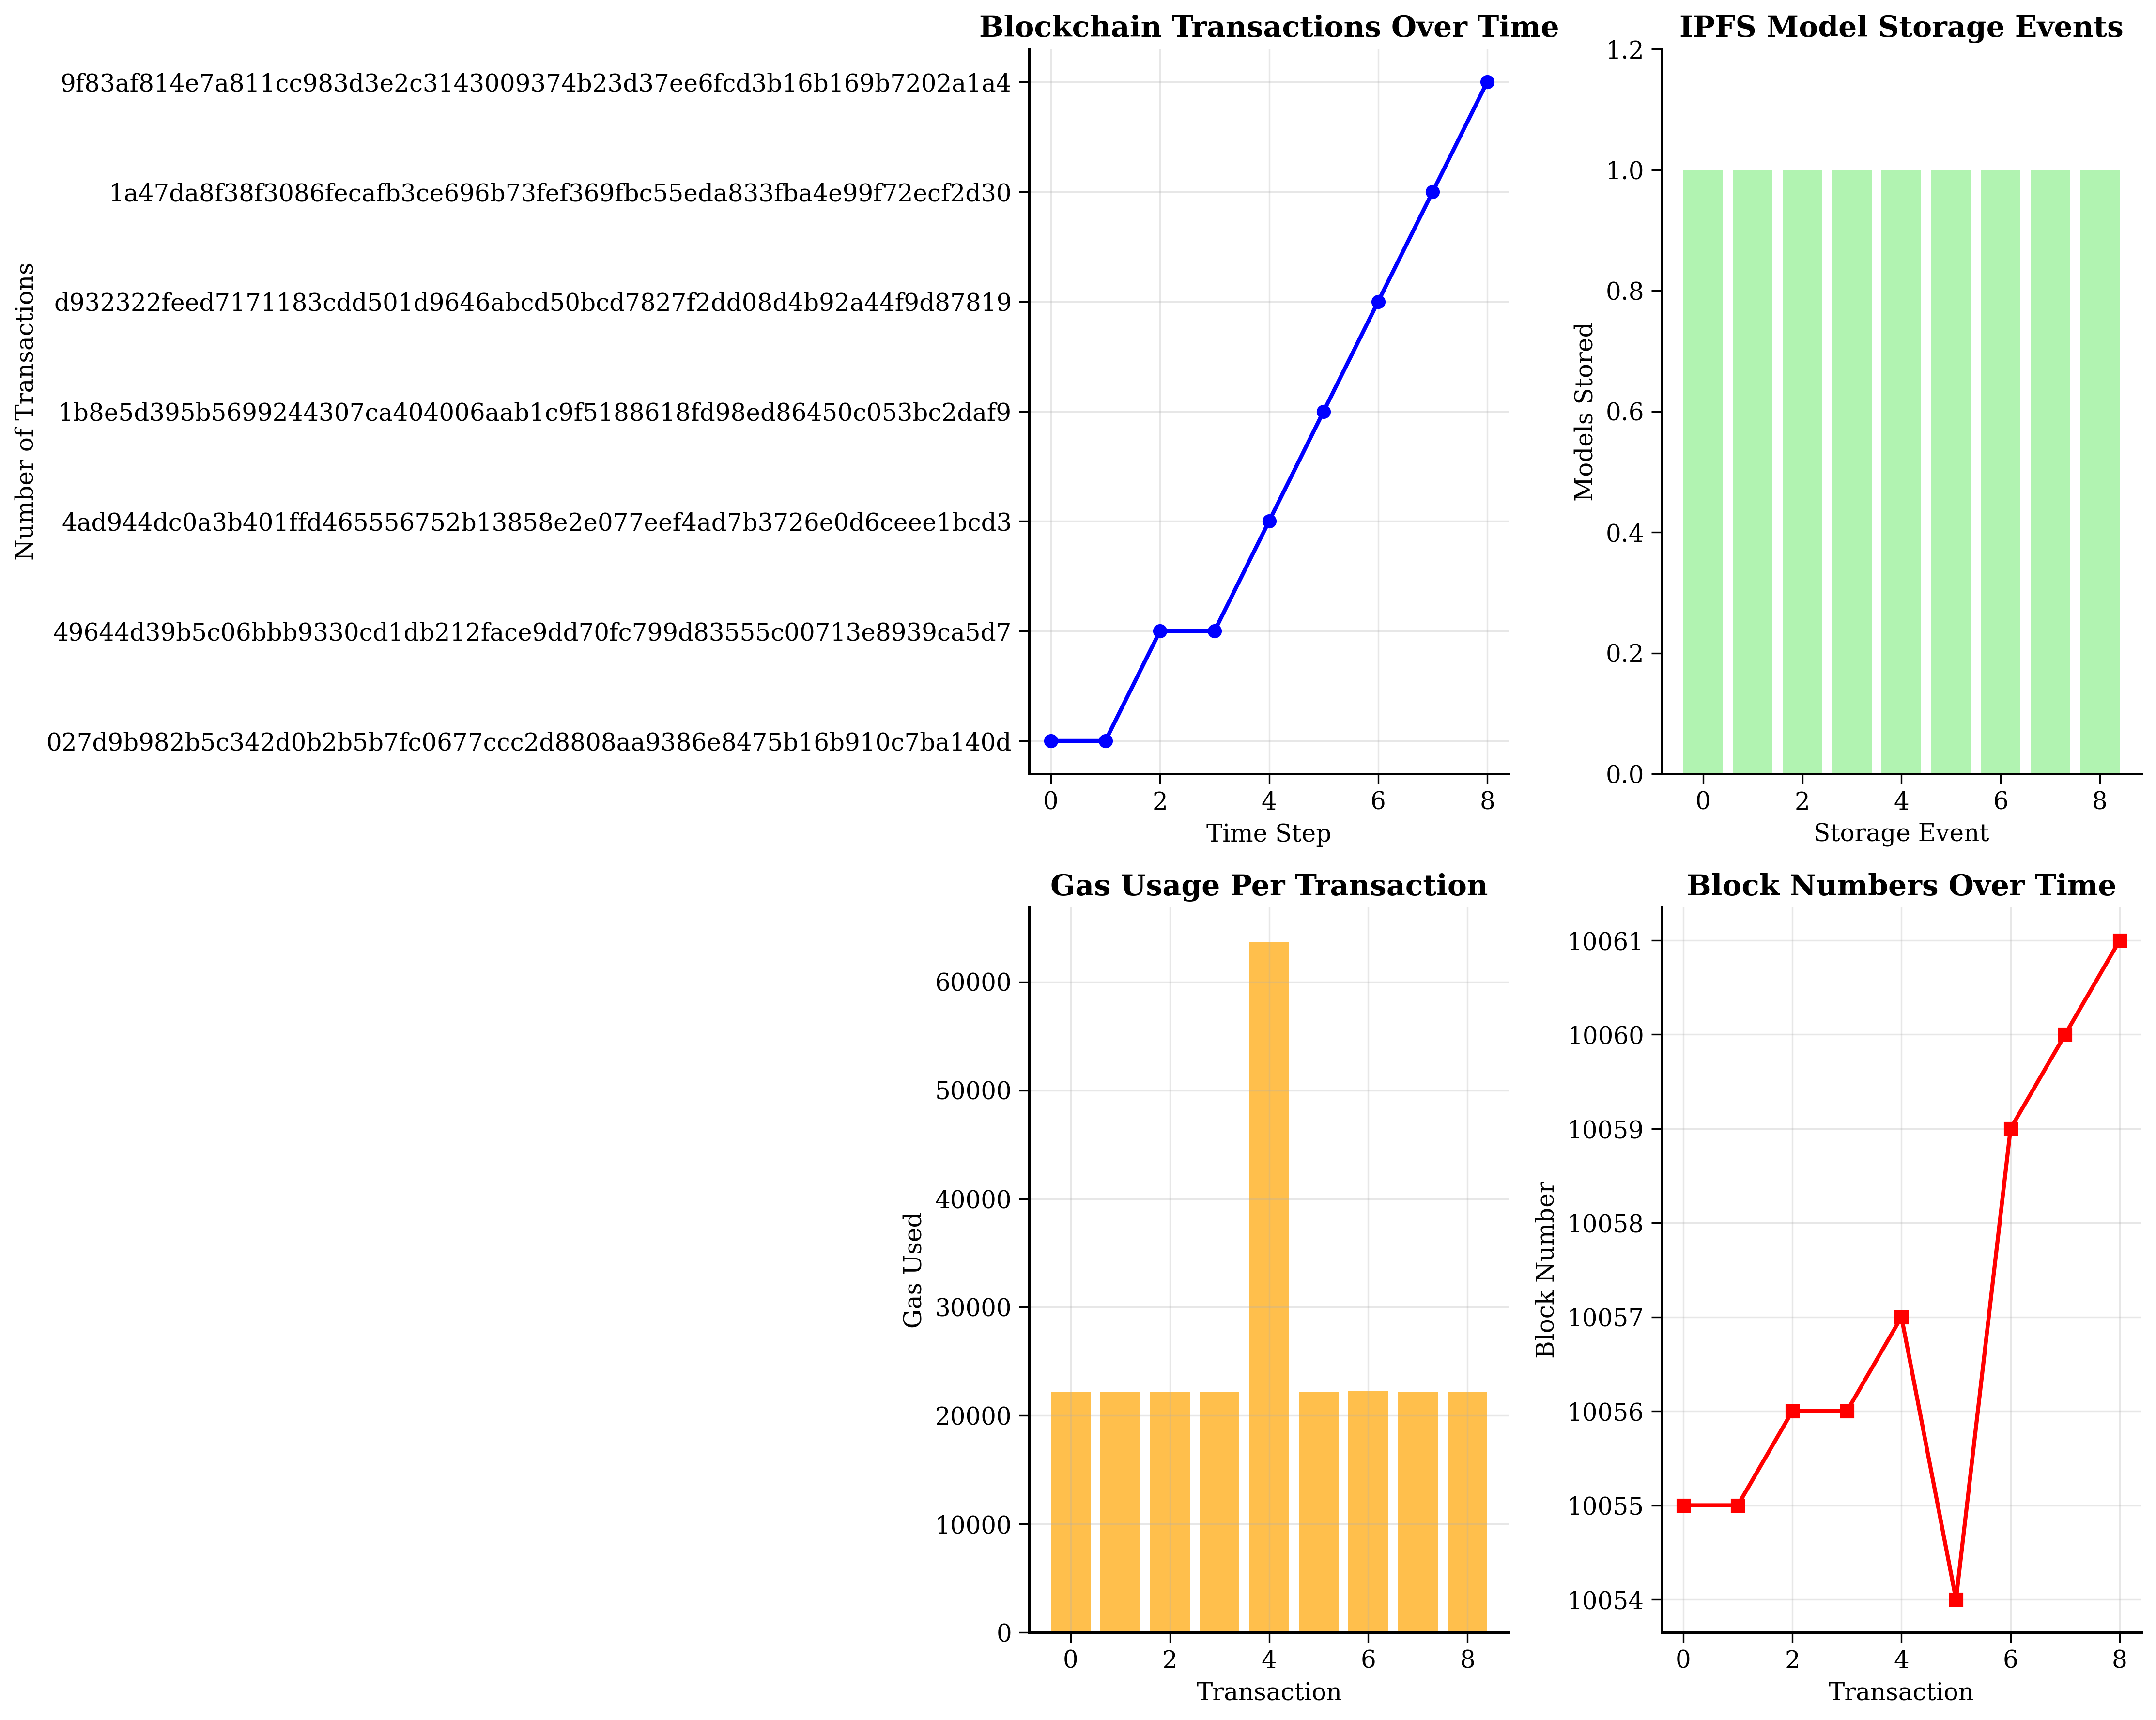 Blockchain Transactions Over Time
Number of Transactions
9f83af814e7a811cc983d3e2c3143009374b23d37ee6fcd3b16b169b7202a1a4
1a47da8f38f3086fecafb3ce696b73fef369fbc55eda833fba4e99f72ecf2d30
d932322feed7171183cdd501d9646abcd50bcd7827f2dd08d4b92a44f9d87819
1b8e5d395b5699244307ca404006aab1c9f5188618fd98ed86450c053bc2daf9
4ad944dc0a3b401ffd465556752b13858e2e077eef4ad7b3726e0d6ceee1bcd3
49644d39b5c06bbb9330cd1db212face9dd70fc799d83555c00713e8939ca5d7
027d9b982b5c342d0b2b5b7fc0677ccc2d8808aa9386e8475b16b910c7ba140d
0 2 4 6 8
Time Step
IPFS Model Storage Events
Models Stored
1.2
1.0
0.8
0.6
0.4
0.2
0.0
0 2 4 6 8
Storage Event
Gas Usage Per Transaction
Gas Used
60000
50000
40000
30000
20000
10000
0
0 2 4 6 8
Transaction
Block Numbers Over Time
Block Number
10061
10060
10059
10058
10057
10056
10055
10054
0 2 4 6 8
Transaction